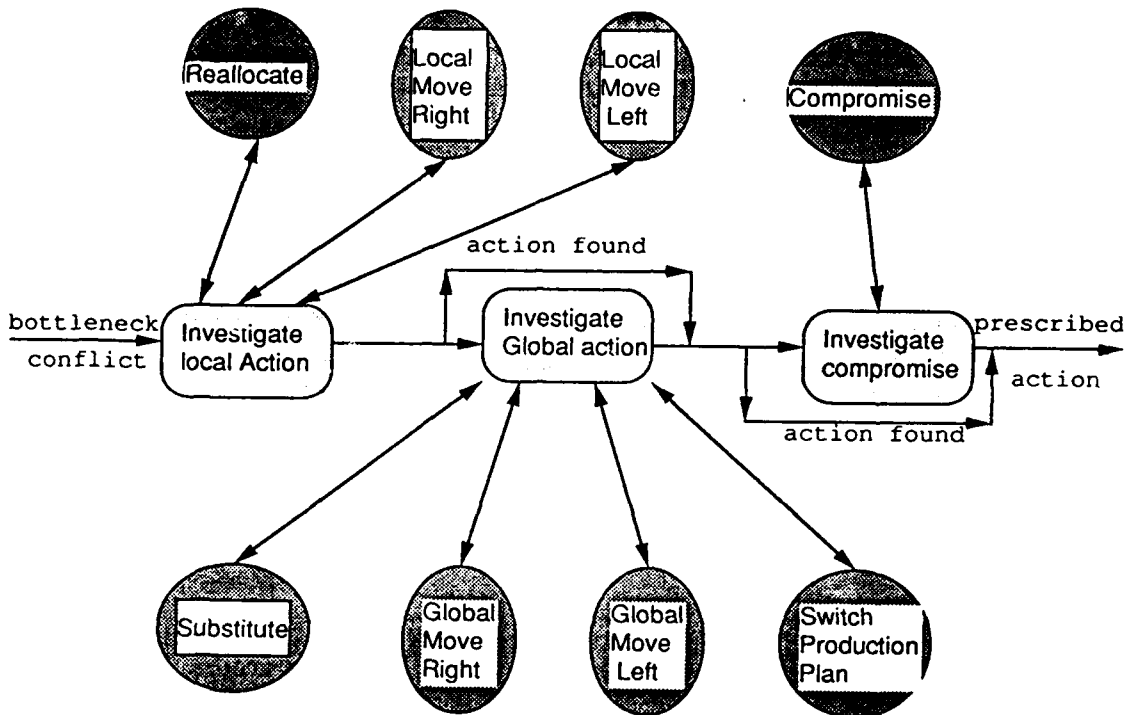 Reallocate
Local
Move
Right
Local
Move
Left
Compromise
action found
bottleneck
conflict
Investigate
local Action
Investigate
Global action
Investigate
compromise
prescribed
action
action found
Substitute
Global
Move
Right
Global
Move
Left
Switch
Production
Plan